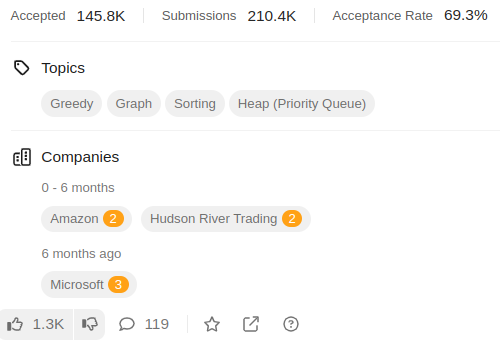 Accepted 145.8K Submissions 210.4K Acceptance Rate 69.3%
Topics
Greedy Graph Sorting Heap (Priority Queue)
Companies
0 - 6 months
Amazon 2 Hudson River Trading 2
6 months ago
Microsoft 3
1.3K 119